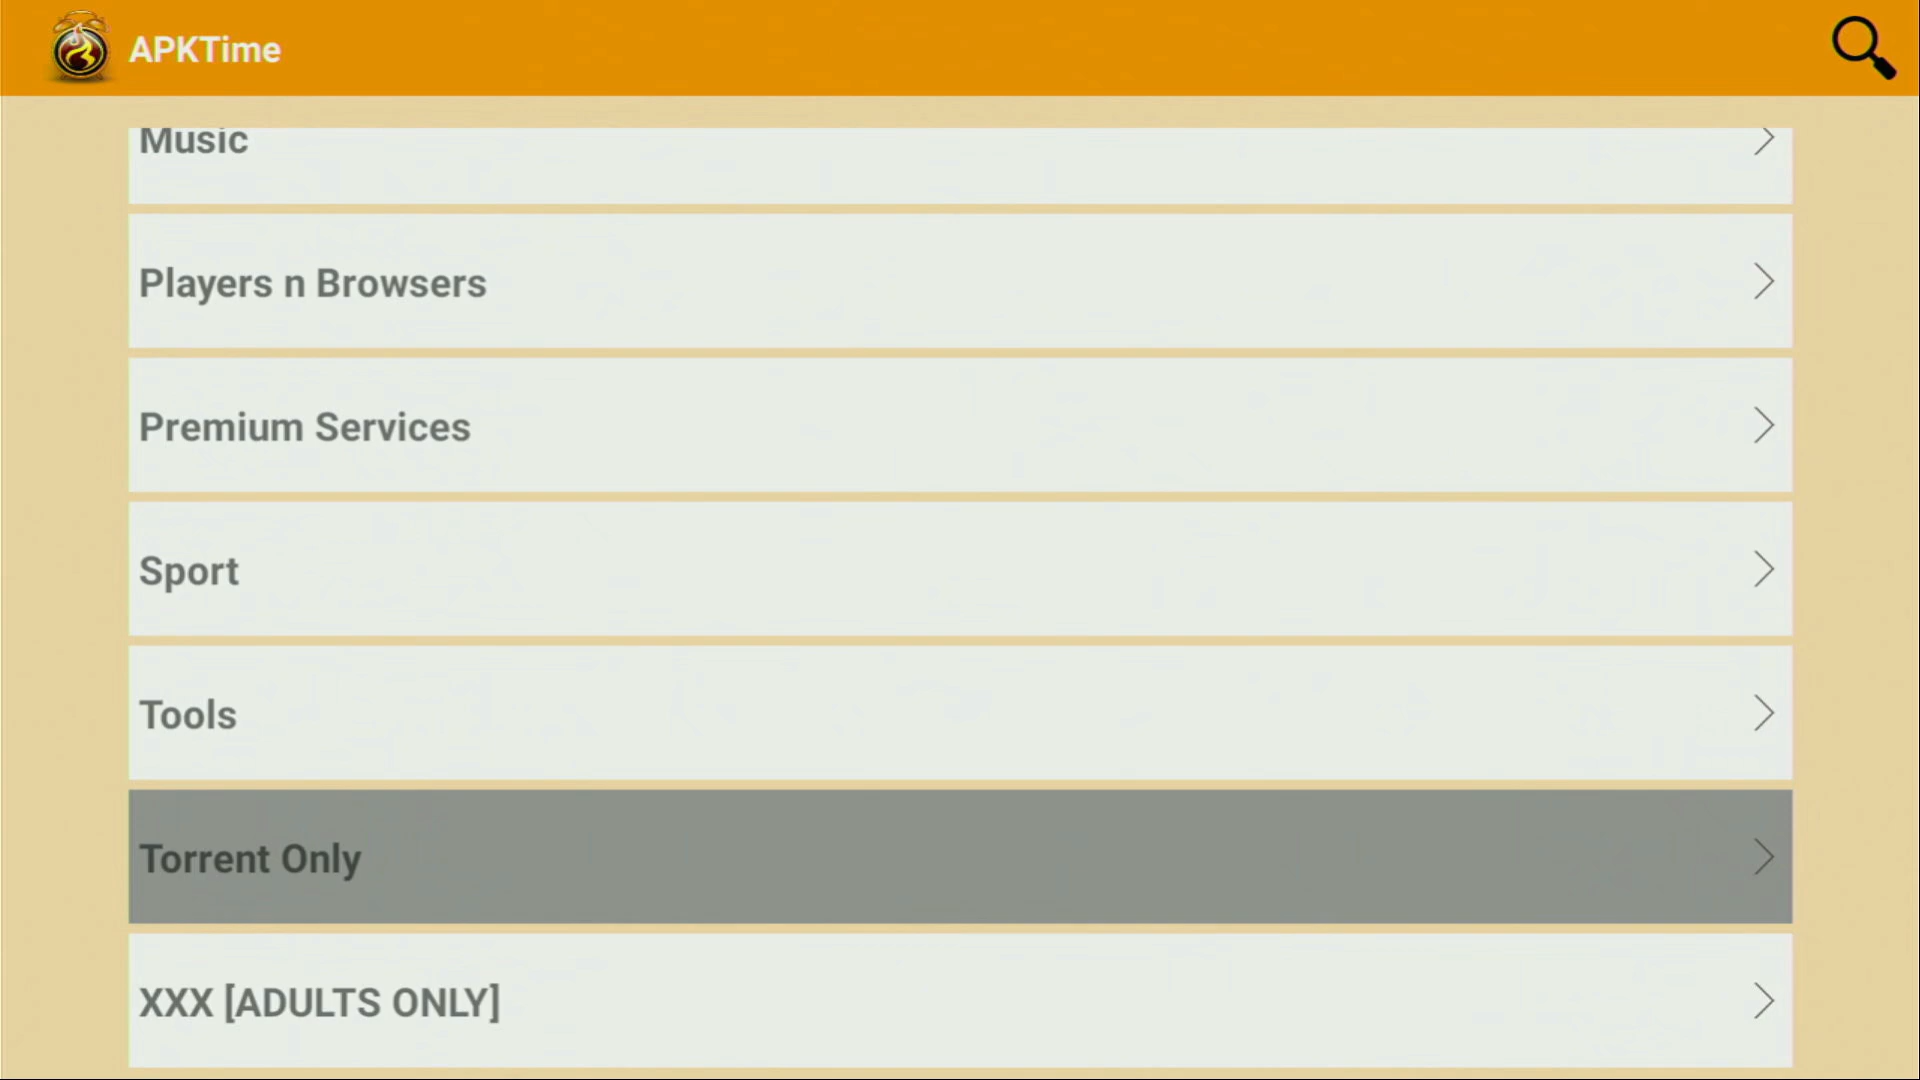 APKTime
Music
Players n Browsers
Premium Services
Sport
Tools
Torrent Only
XXX [ADULTS ONLY]